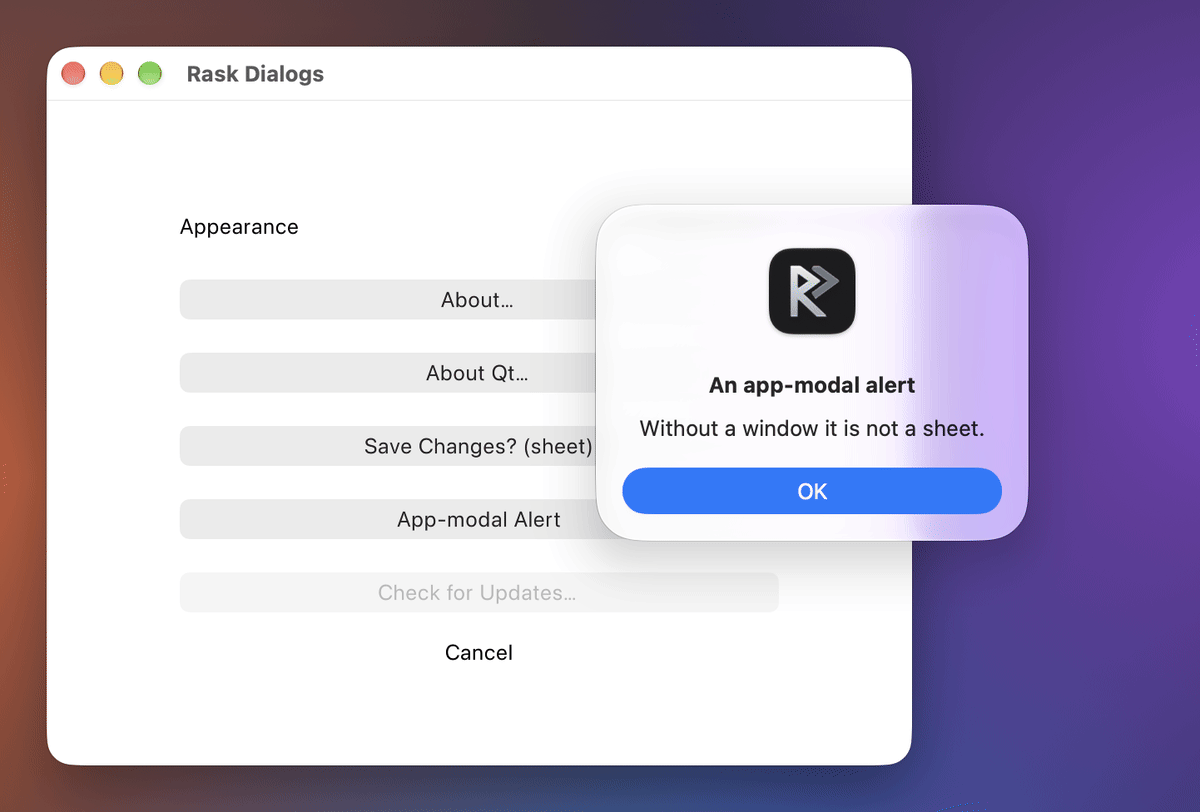 Rask Dialogs
Appearance
About…
About Qt…
Save Changes? (sheet)
App-modal Alert
Check for Updates…
Cancel
An app-modal alert
Without a window it is not a sheet.
OK